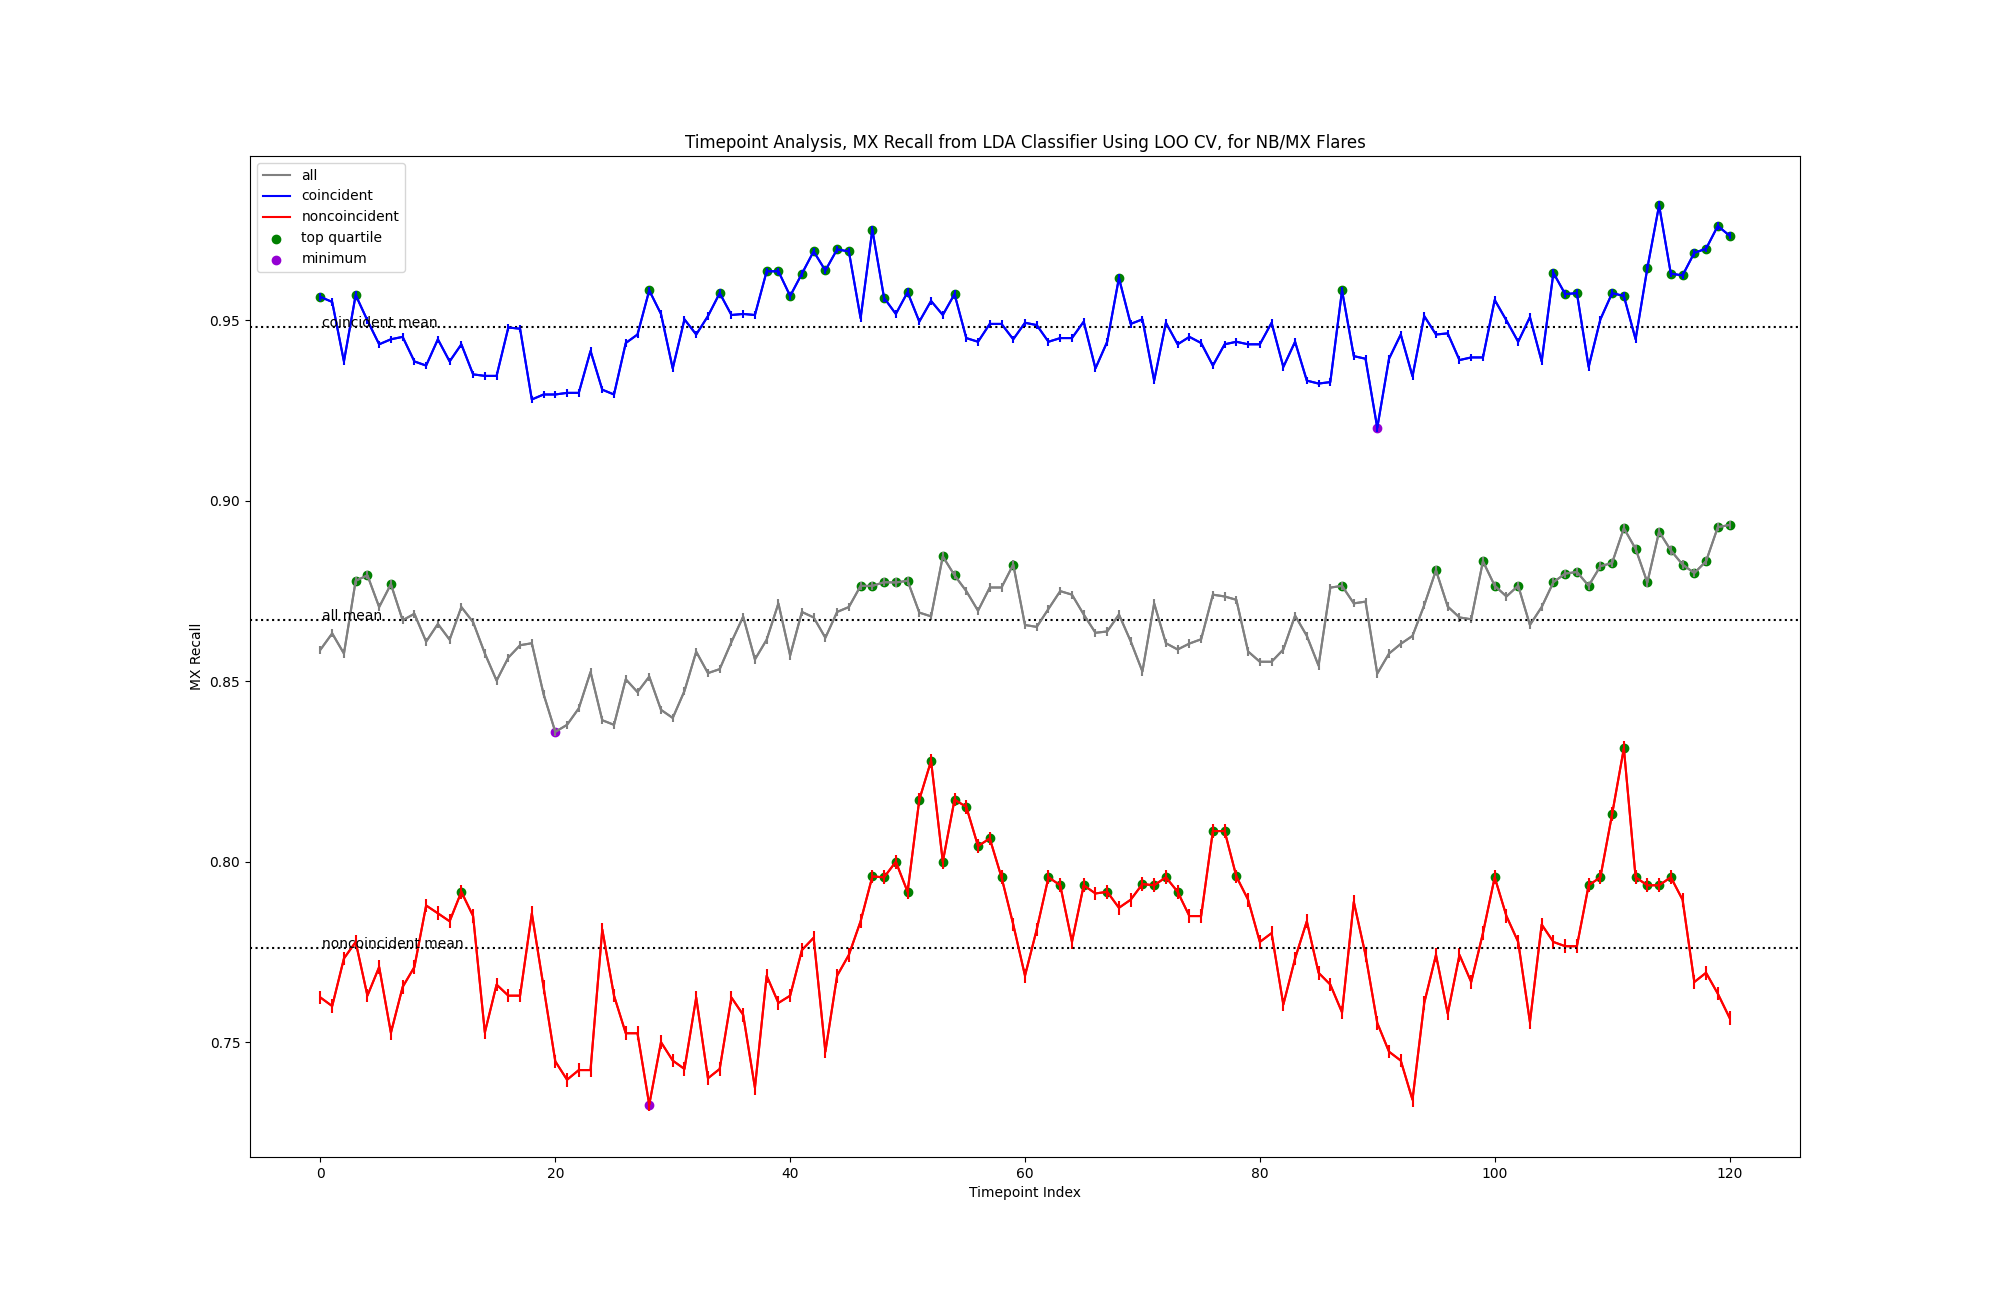 Timepoint Analysis, MX Recall from LDA Classifier Using LOO CV, for NB/MX Flares
all
coincident
noncoincident
top quartile
minimum
coincident mean
all mean
noncoincident mean
MX Recall
0.95
0.90
0.85
0.80
0.75
0 20 40 60 80 100 120
Timepoint Index